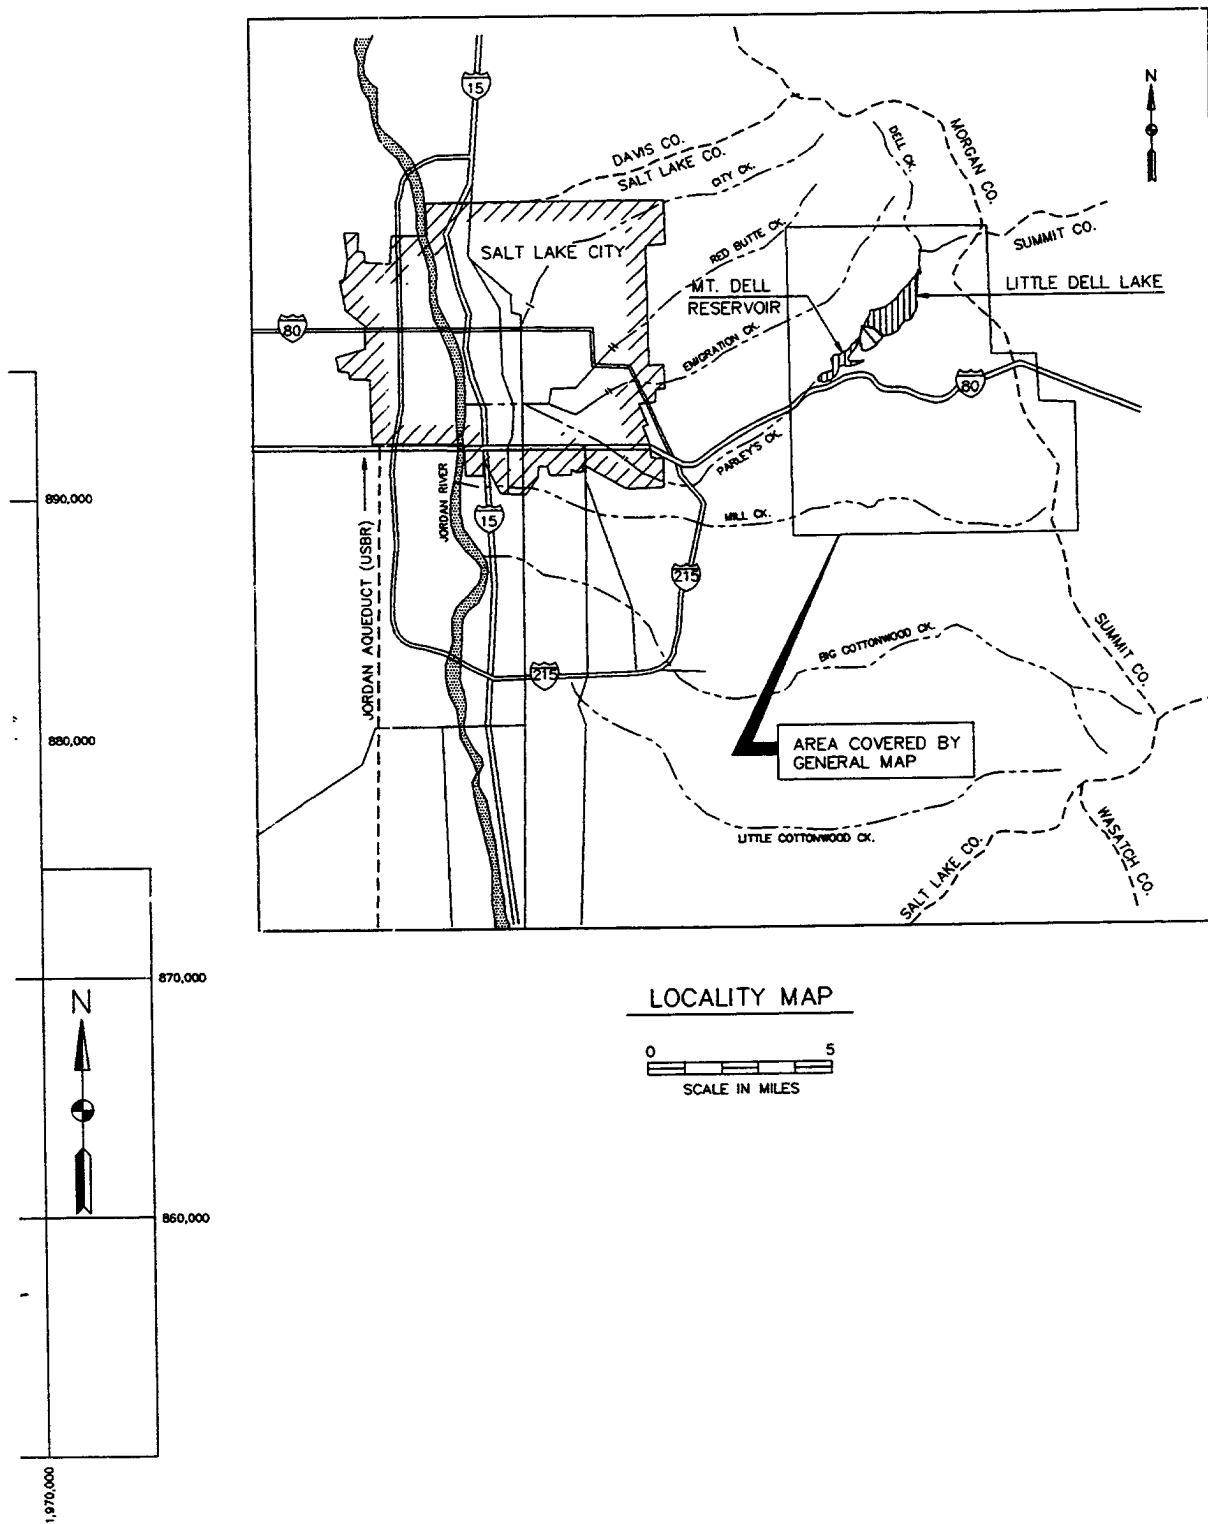 N
15
DAVIS CO.
SALT LAKE CO.
CITY CK.
DELL CK.
MORGAN CO.
SUMMIT CO.
RED BUTTE CK.
SALT LAKE CITY
MT. DELL
RESERVOIR
LITTLE DELL LAKE
80
EMIGRATION CK.
80
PARLEY'S CK.
890,000
JORDAN AQUEDUCT (USBR)
JORDAN RIVER
15
MILL CK.
215
215
BIG COTTONWOOD CK.
SUMMIT CO.
880,000
AREA COVERED BY
GENERAL MAP
LITTLE COTTONWOOD CK.
SALT LAKE CO.
WASATCH CO.
870,000
N
LOCALITY MAP
0 5
SCALE IN MILES
860,000
1,970,000